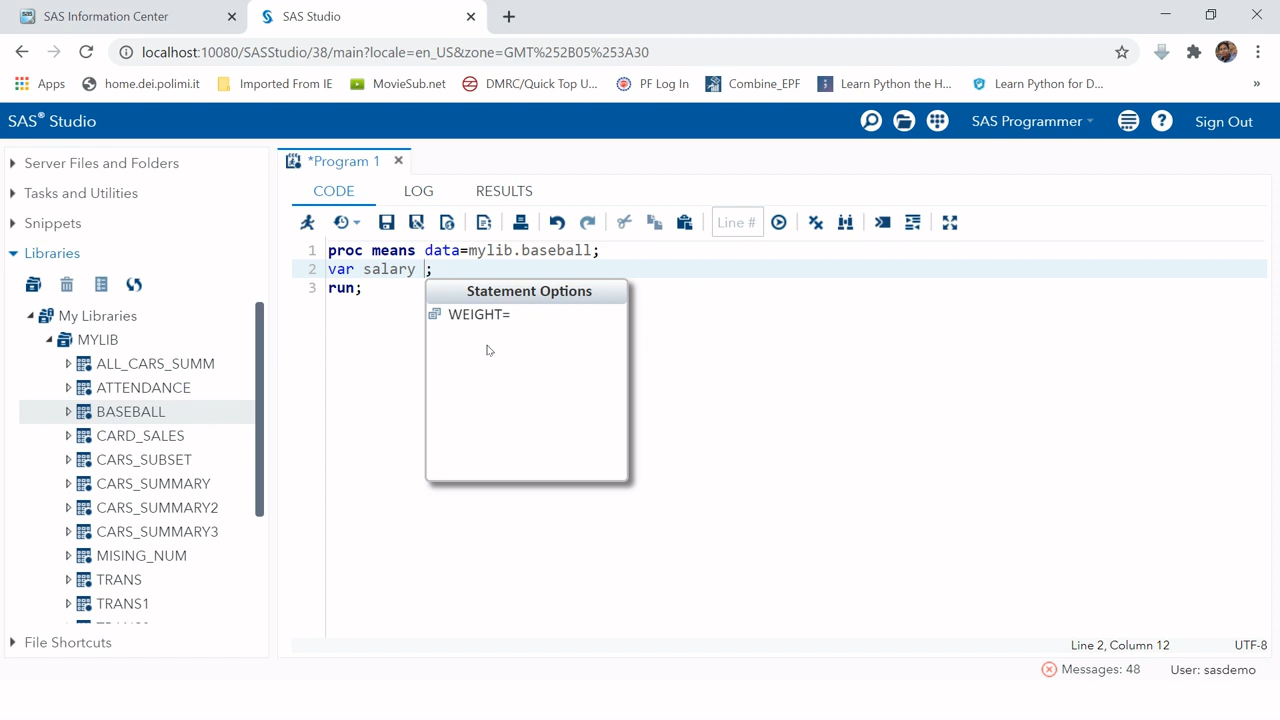 SAS Information Center
SAS Studio
localhost:10080/SASStudio/38/main?locale=en_US&zone=GMT%252B05%253A30
Apps
home.dei.polimi.it
Imported From IE
MovieSub.net
DMRC/Quick Top U...
PF Log In
Combine_EPF
Learn Python the H...
Learn Python for D...
»
SAS® Studio
SAS Programmer
Sign Out
Server Files and Folders
Tasks and Utilities
Snippets
Libraries
My Libraries
MYLIB
ALL_CARS_SUMM
ATTENDANCE
BASEBALL
CARD_SALES
CARS_SUBSET
CARS_SUMMARY
CARS_SUMMARY2
CARS_SUMMARY3
MISING_NUM
TRANS
TRANS1
File Shortcuts
*Program 1
CODE LOG RESULTS
Line #
1 proc means data=mylib.baseball;
2 var salary ;
3 run;
Statement Options
WEIGHT=
Line 2, Column 12
UTF-8
Messages: 48
User: sasdemo